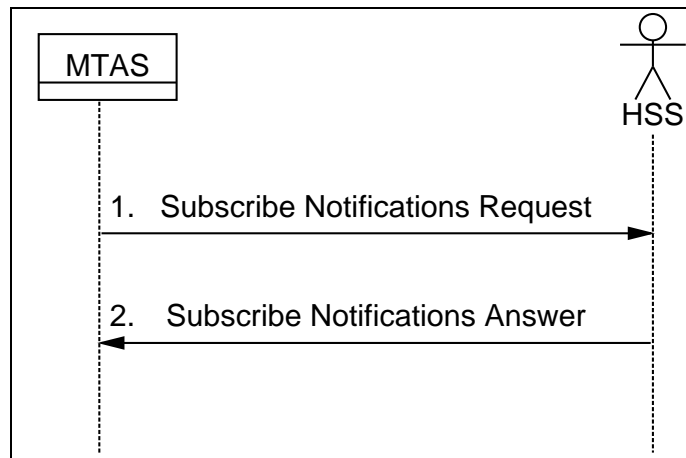 MTAS
HSS
1. Subscribe Notifications Request
2. Subscribe Notifications Answer